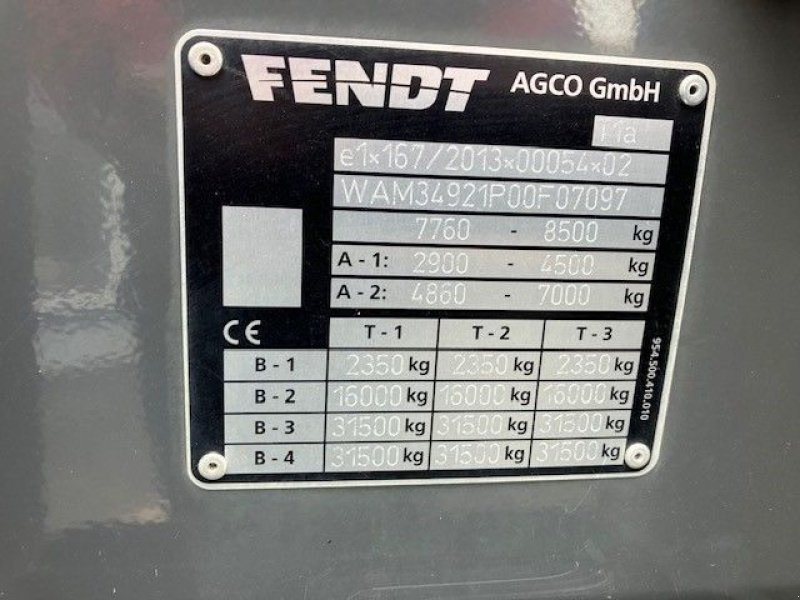 FENDT AGCO GmbH
T1a
e1*167/2013*00054*02
WAM34921P00F07097
7760 - 8500 kg
A - 1: 2900 - 4500 kg
A - 2: 4860 - 7000 kg
CE T - 1 T - 2 T - 3
B - 1 2350 kg 2350 kg 2350 kg
B - 2 16000 kg 16000 kg 16000 kg
B - 3 31500 kg 31500 kg 31500 kg
B - 4 31500 kg 31500 kg 31500 kg
954.500.410.010